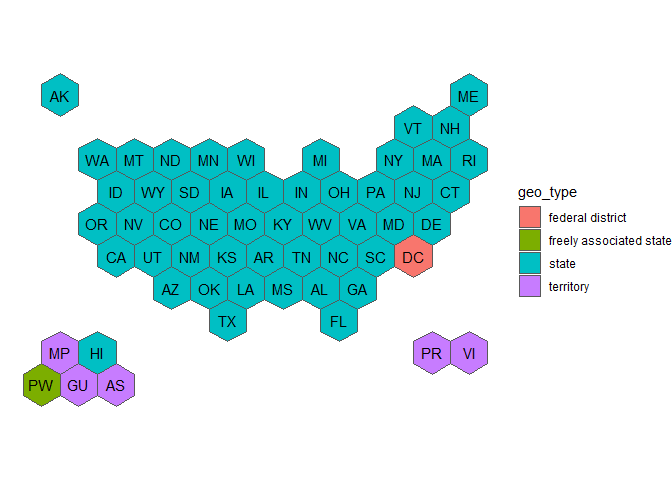 AK
ME
VT NH
WA MT ND MN WI MI NY MA RI
ID WY SD IA IL IN OH PA NJ CT
OR NV CO NE MO KY WV VA MD DE
CA UT NM KS AR TN NC SC DC
AZ OK LA MS AL GA
TX FL
MP HI PR VI
PW GU AS
geo_type
federal district
freely associated state
state
territory